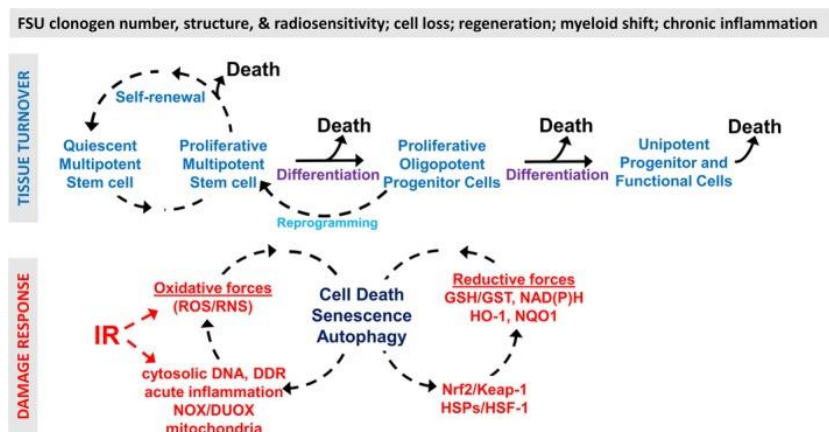 FSU clonogen number, structure, & radiosensitivity; cell loss; regeneration; myeloid shift; chronic inflammation
TISSUE TURNOVER
Death
Self-renewal
Quiescent
Multipotent
Stem cell
Proliferative
Multipotent
Stem cell
Death
Differentiation
Reprogramming
Proliferative
Oligopotent
Progenitor Cells
Death
Differentiation
Unipotent
Progenitor and
Functional Cells
Death
DAMAGE RESPONSE
IR
Oxidative forces
(ROS/RNS)
cytosolic DNA, DDR
acute inflammation
NOX/DUOX
mitochondria
Cell Death
Senescence
Autophagy
Reductive forces
GSH/GST, NAD(P)H
HO-1, NQO1
Nrf2/Keap-1
HSPs/HSF-1